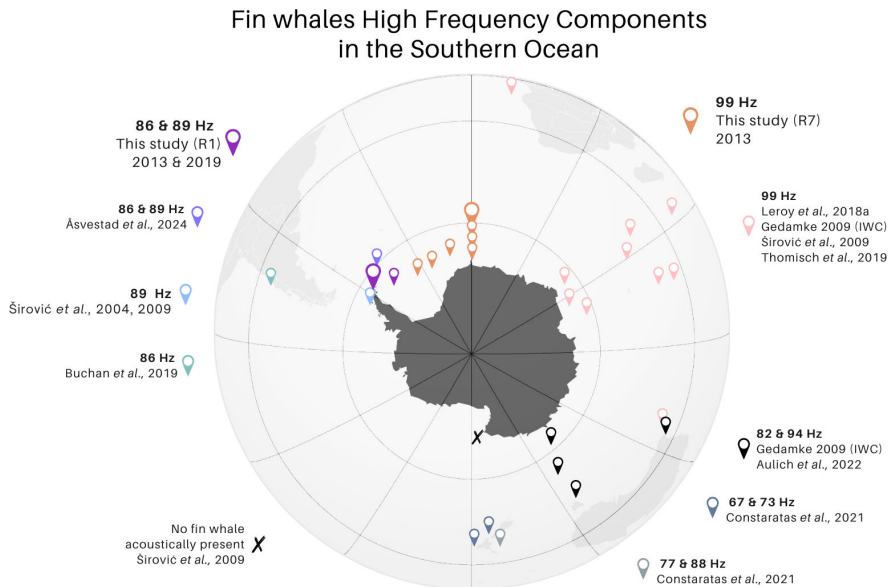 Fin whales High Frequency Components
in the Southern Ocean
86 & 89 Hz
This study (R1)
2013 & 2019
86 & 89 Hz
Åsvestad et al., 2024
89 Hz
Širović et al., 2004, 2009
86 Hz
Buchan et al., 2019
No fin whale
acoustically present
Širović et al., 2009
99 Hz
This study (R7)
2013
99 Hz
Leroy et al., 2018a
Gedamke 2009 (IWC)
Širović et al., 2009
Thomisch et al., 2019
82 & 94 Hz
Gedamke 2009 (IWC)
Aulich et al., 2022
67 & 73 Hz
Constaratas et al., 2021
77 & 88 Hz
Constaratas et al., 2021